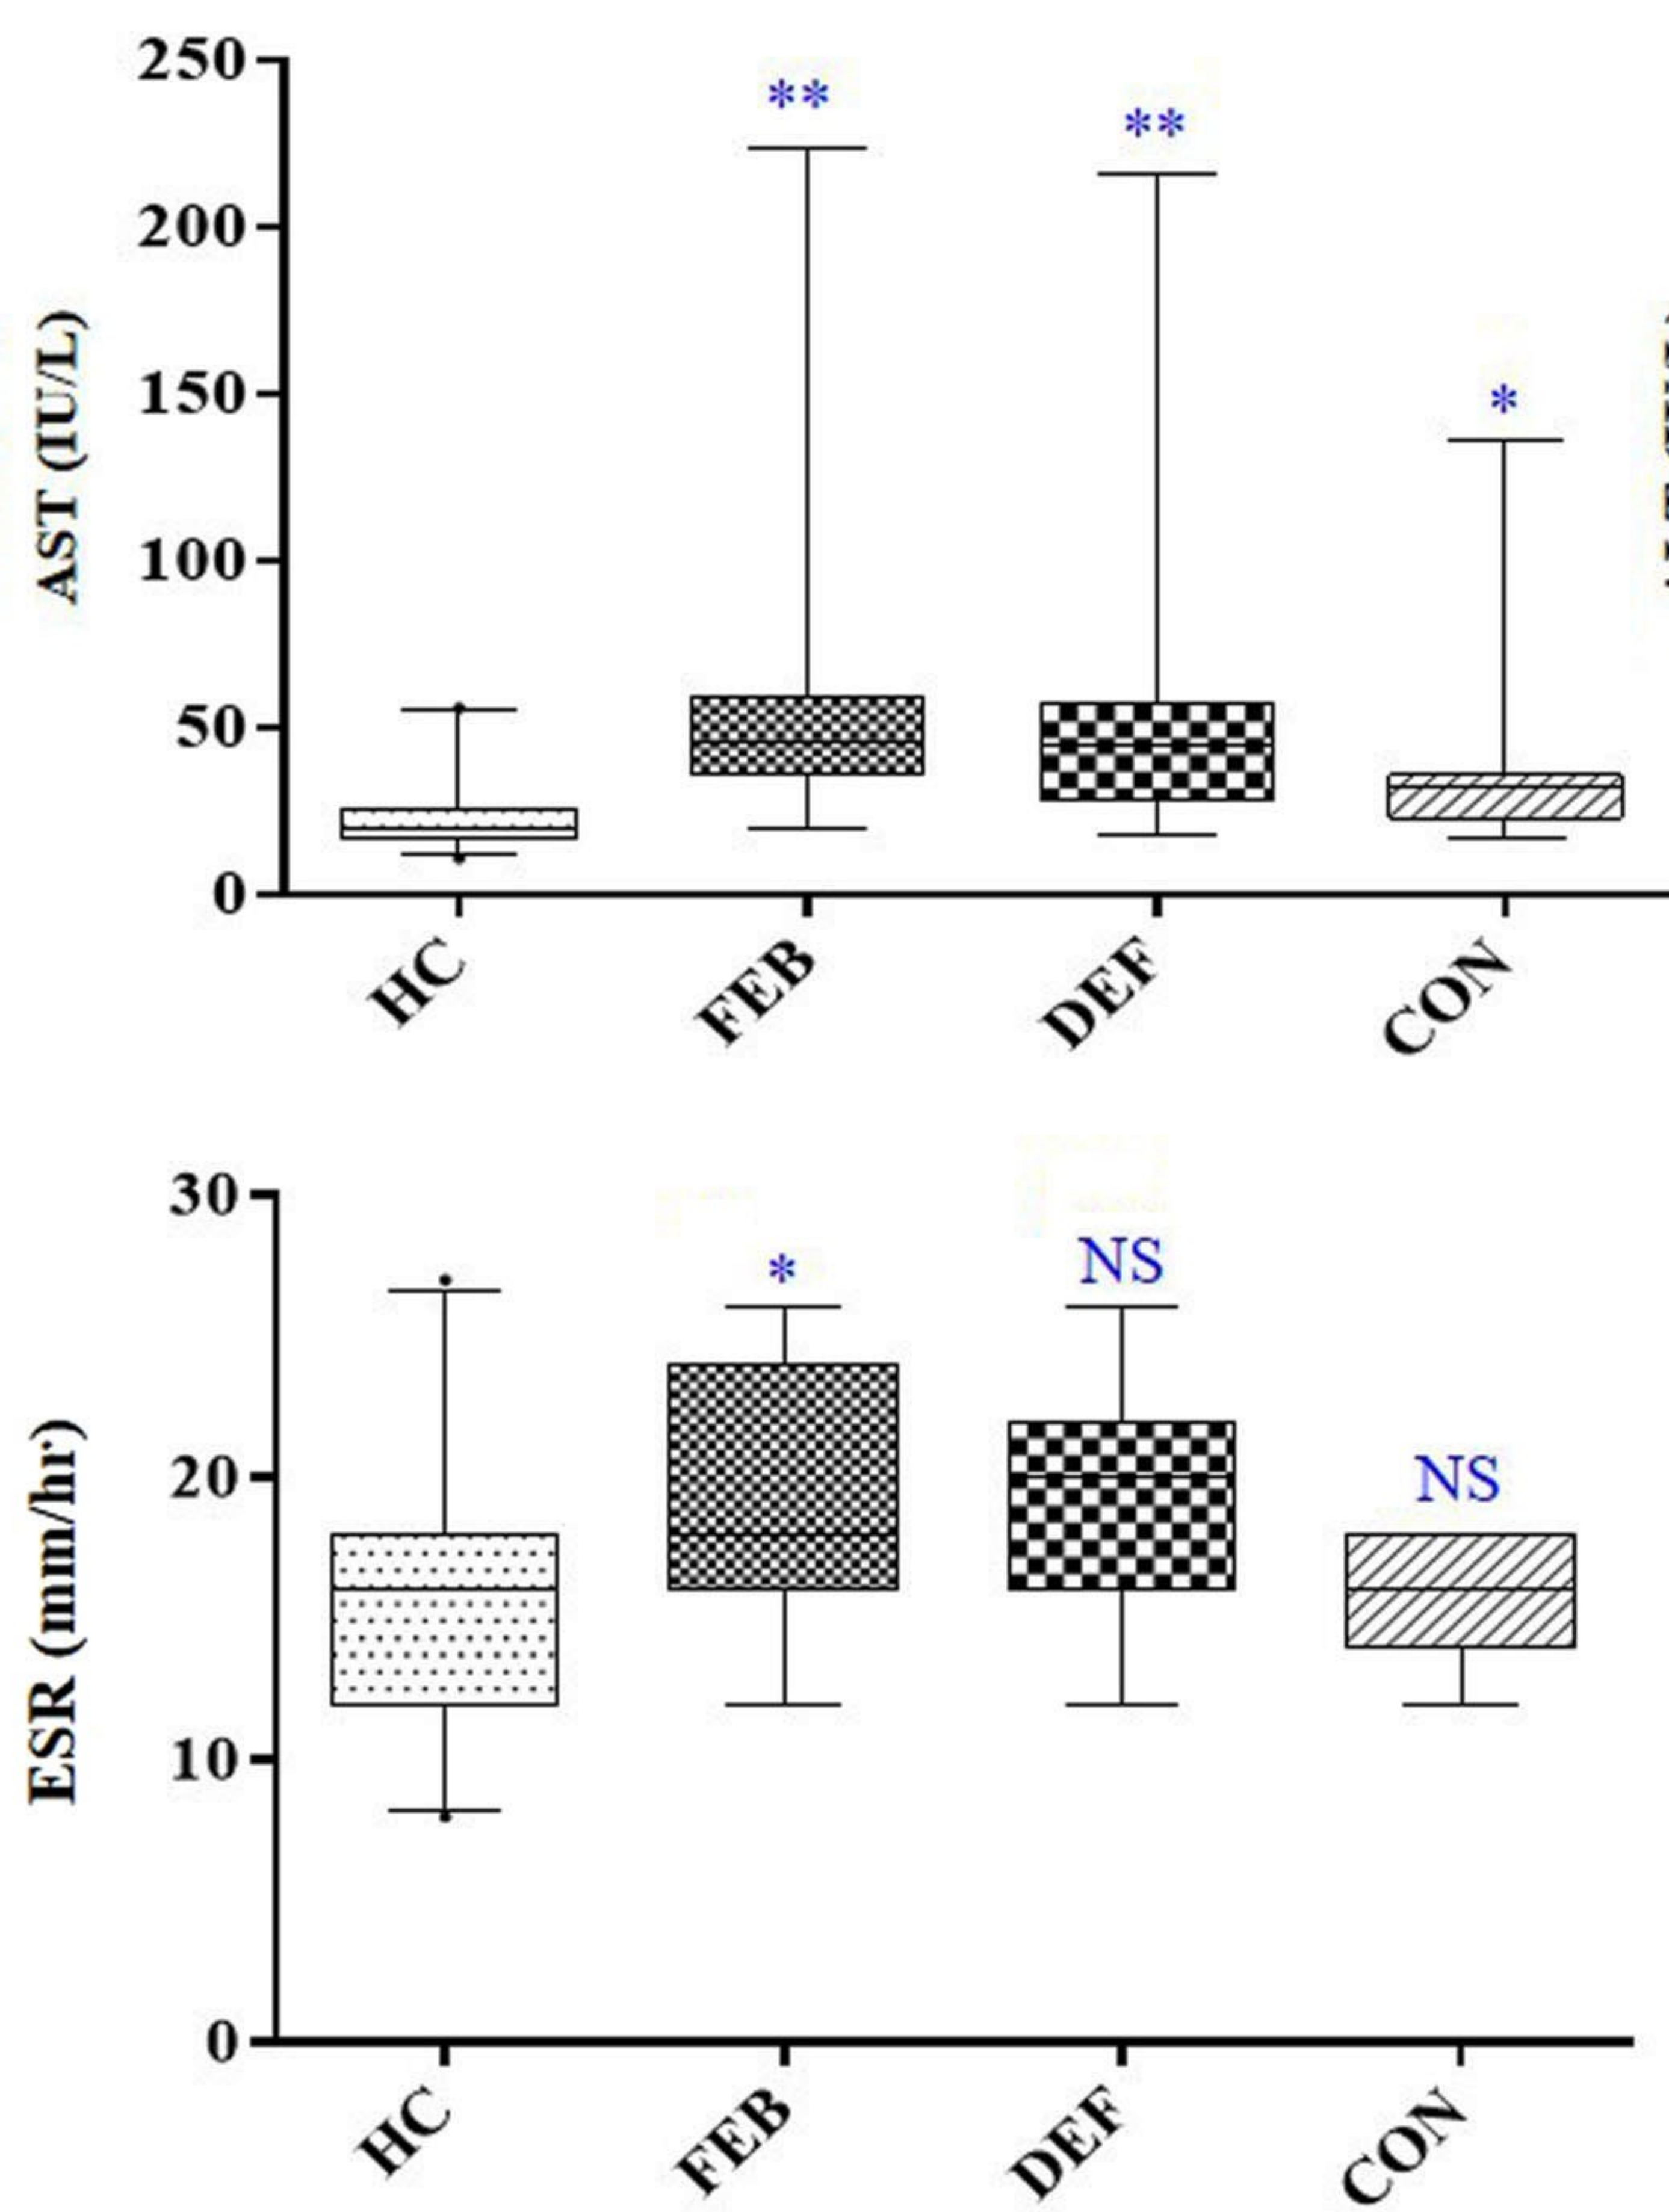 250
200
150
100
50
0
AST (IU/L)
**
**
*
HC
FEB
DEF
CON
30
20
10
0
ESR (mm/hr)
*
NS
NS
HC
FEB
DEF
CON